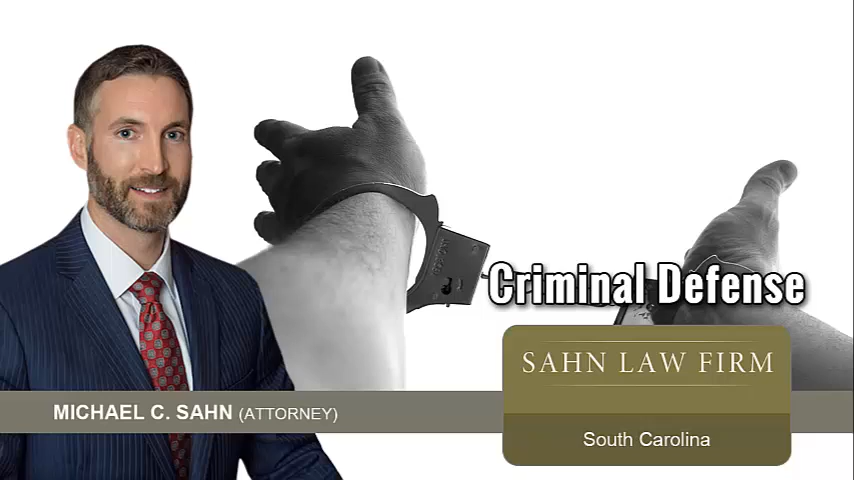 Criminal Defense
SAHN LAW FIRM
MICHAEL C. SAHN (ATTORNEY)
South Carolina